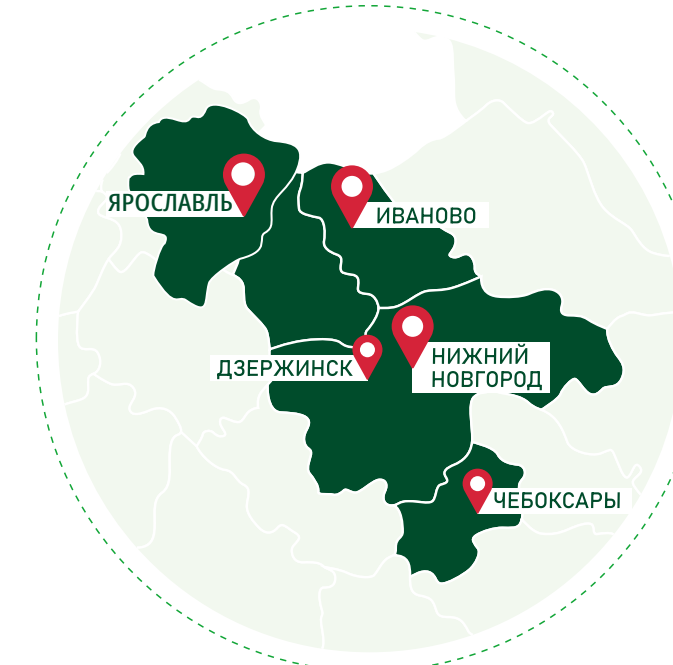 ЯРОСЛАВЛЬ
ИВАНОВО
ДЗЕРЖИНСК
НИЖНИЙ
НОВГОРОД
ЧЕБОКСАРЫ